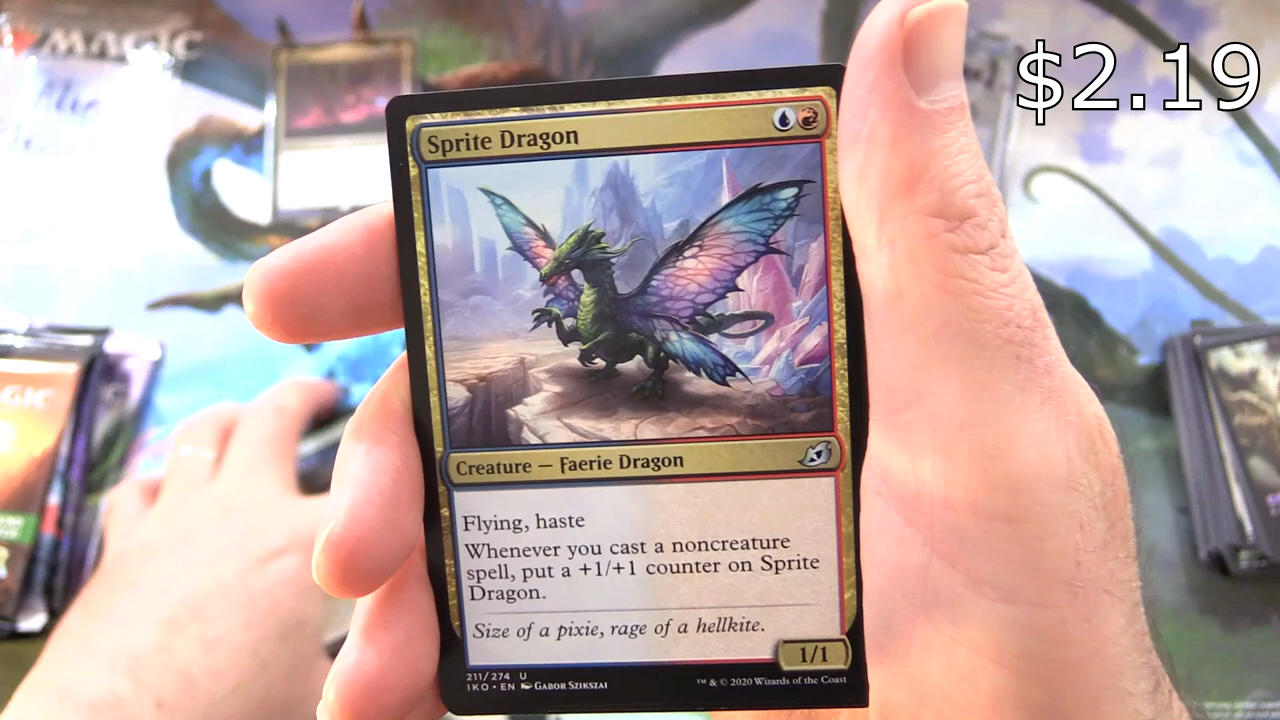 MAGIC
$2.19
Sprite Dragon
Creature — Faerie Dragon
Flying, haste
Whenever you cast a noncreature
spell, put a +1/+1 counter on Sprite
Dragon.
Size of a pixie, rage of a hellkite.
1/1
211/274 U
IKO • EN GABOR SZIKSZAI
™ & © 2020 Wizards of the Coast